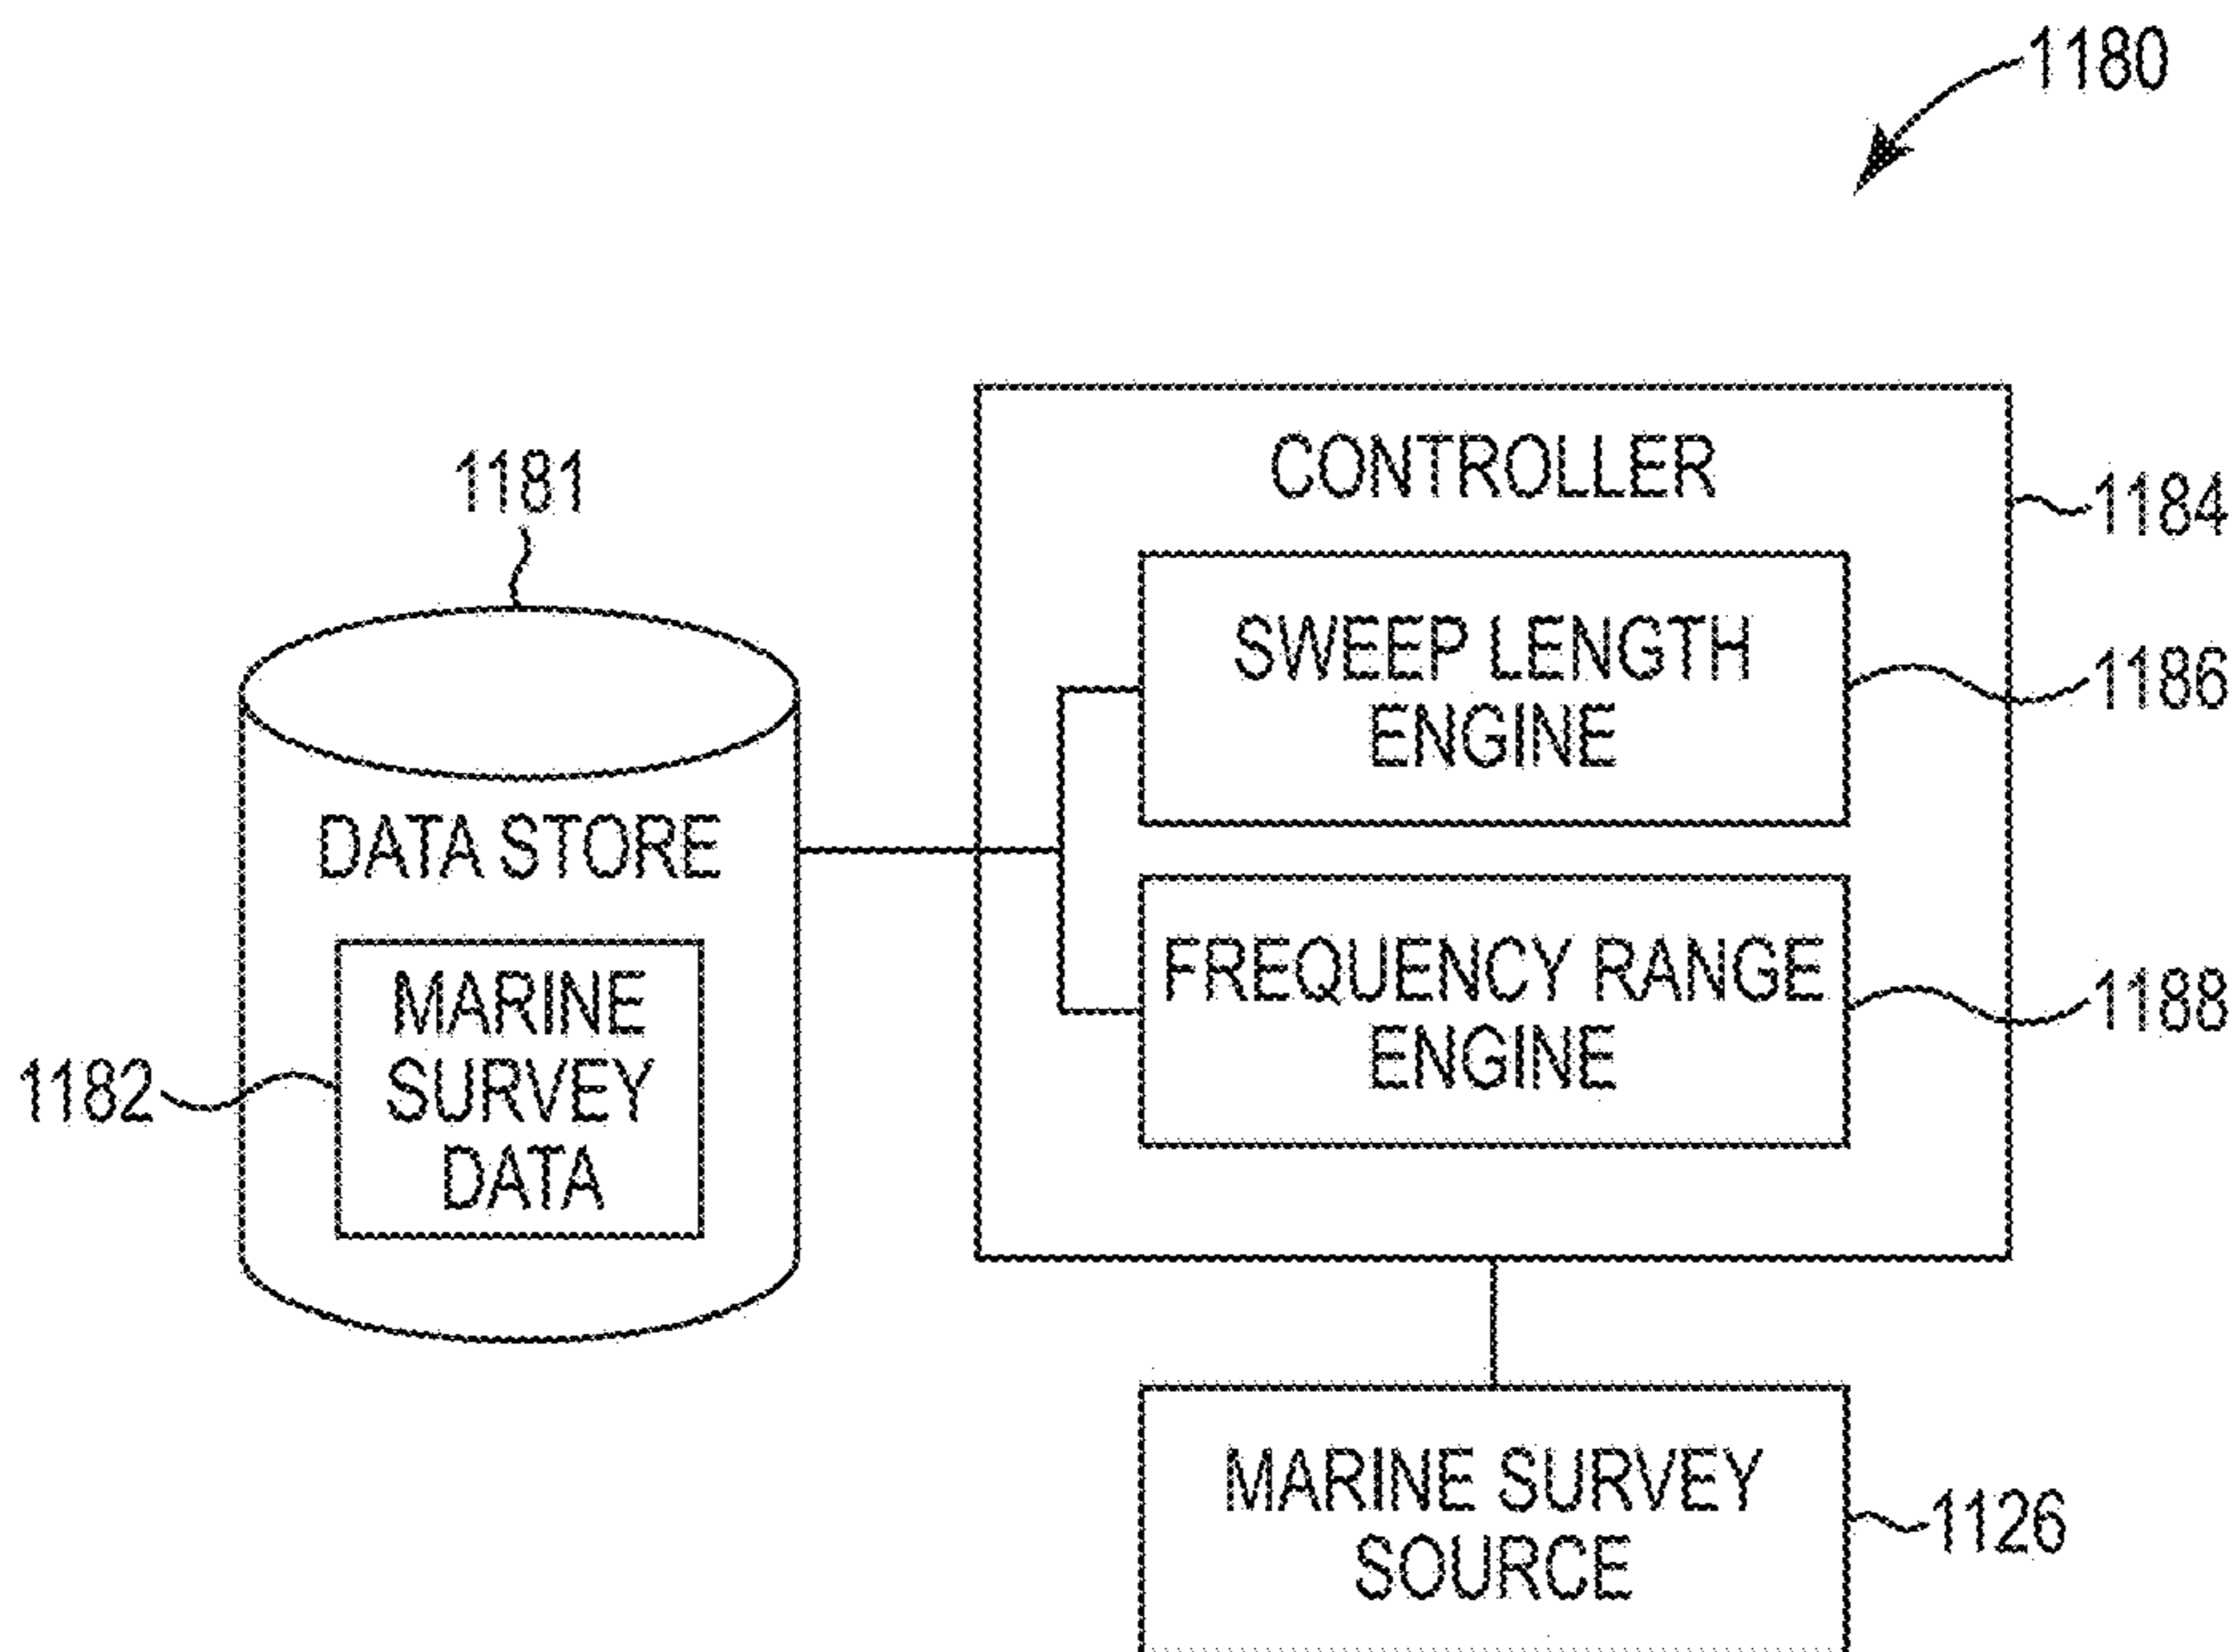 1180
1181
DATA STORE
1182
MARINE
SURVEY
DATA
CONTROLLER
1184
SWEEP LENGTH
ENGINE
1186
FREQUENCY RANGE
ENGINE
1188
MARINE SURVEY
SOURCE
1126